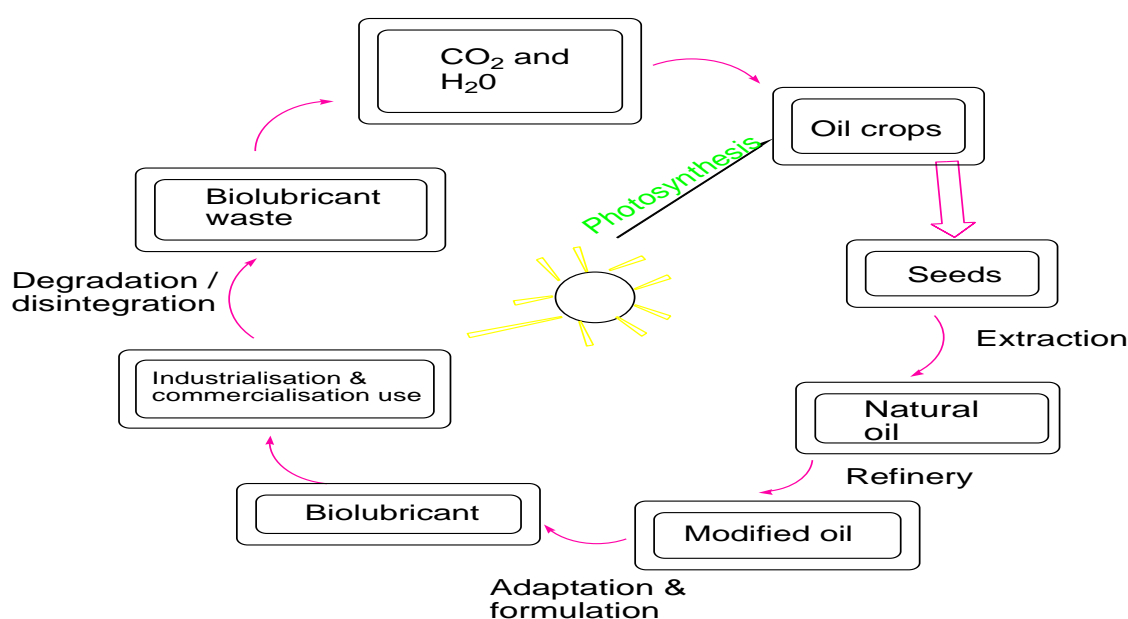 CO₂ and
H₂0
Oil crops
Photosynthesis
Seeds
Extraction
Natural
oil
Refinery
Modified oil
Adaptation &
formulation
Biolubricant
Industrialisation &
commercialisation use
Degradation /
disintegration
Biolubricant
waste